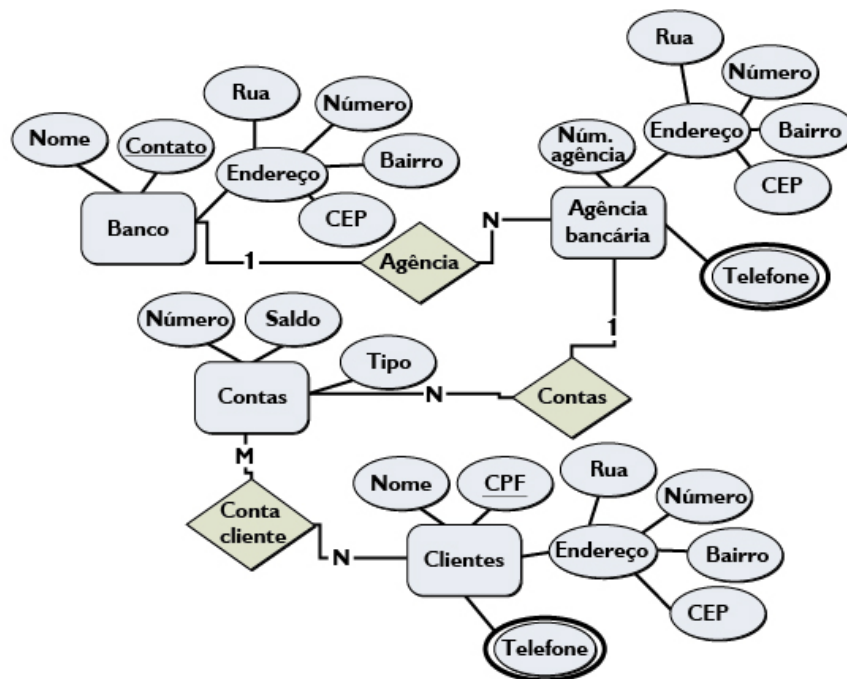 Rua
Número
Nome
Contato
Endereço
Bairro
CEP
Banco
1
Agência
N
Rua
Número
Núm.
agência
Endereço
Bairro
CEP
Agência
bancária
Telefone
1
Número
Saldo
Tipo
Contas
N
Contas
M
Conta
cliente
N
Nome
CPF
Rua
Número
Clientes
Endereço
Bairro
CEP
Telefone